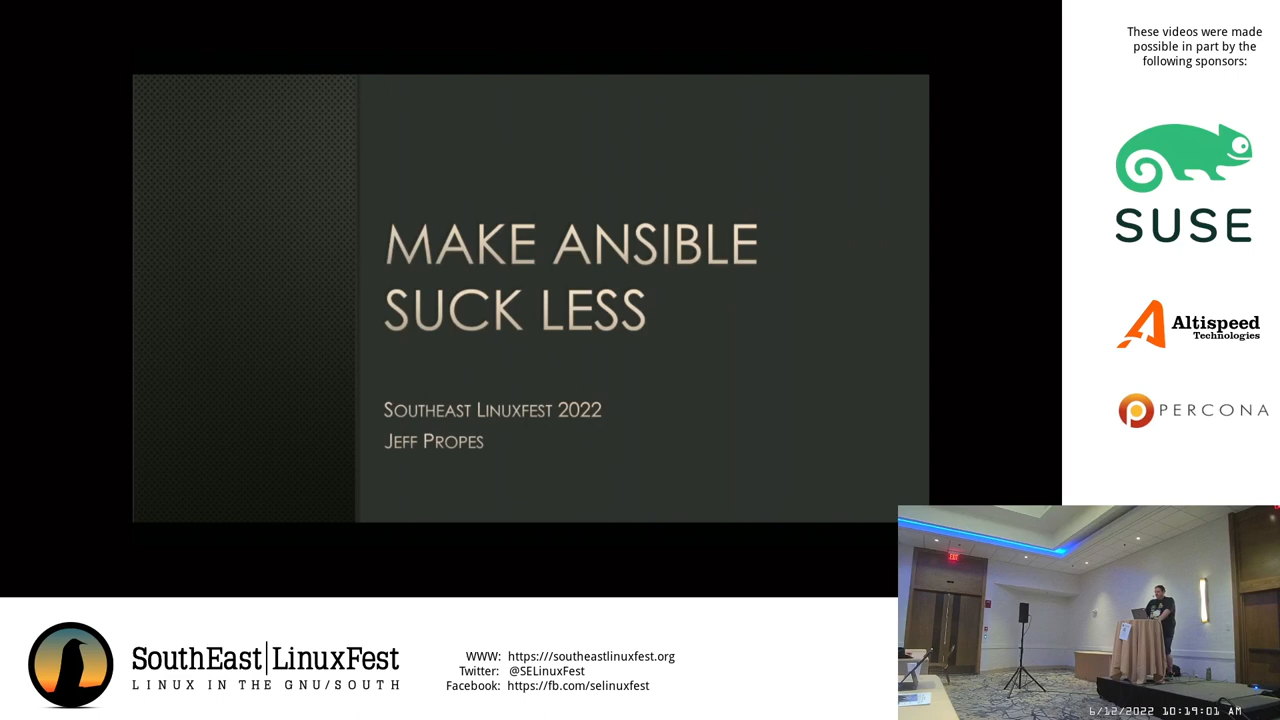 These videos were made
possible in part by the
following sponsors:
SUSE
Altispeed
Technologies
PERCONA
MAKE ANSIBLE
SUCK LESS
SOUTHEAST LINUXFEST 2022
JEFF PROPES
SouthEast|LinuxFest
LINUX IN THE GNU/SOUTH
WWW: https:///southeastlinuxfest.org
Twitter: @SELinuxFest
Facebook: https://fb.com/selinuxfest
EXIT
6/12/2022 10:19:01 AM